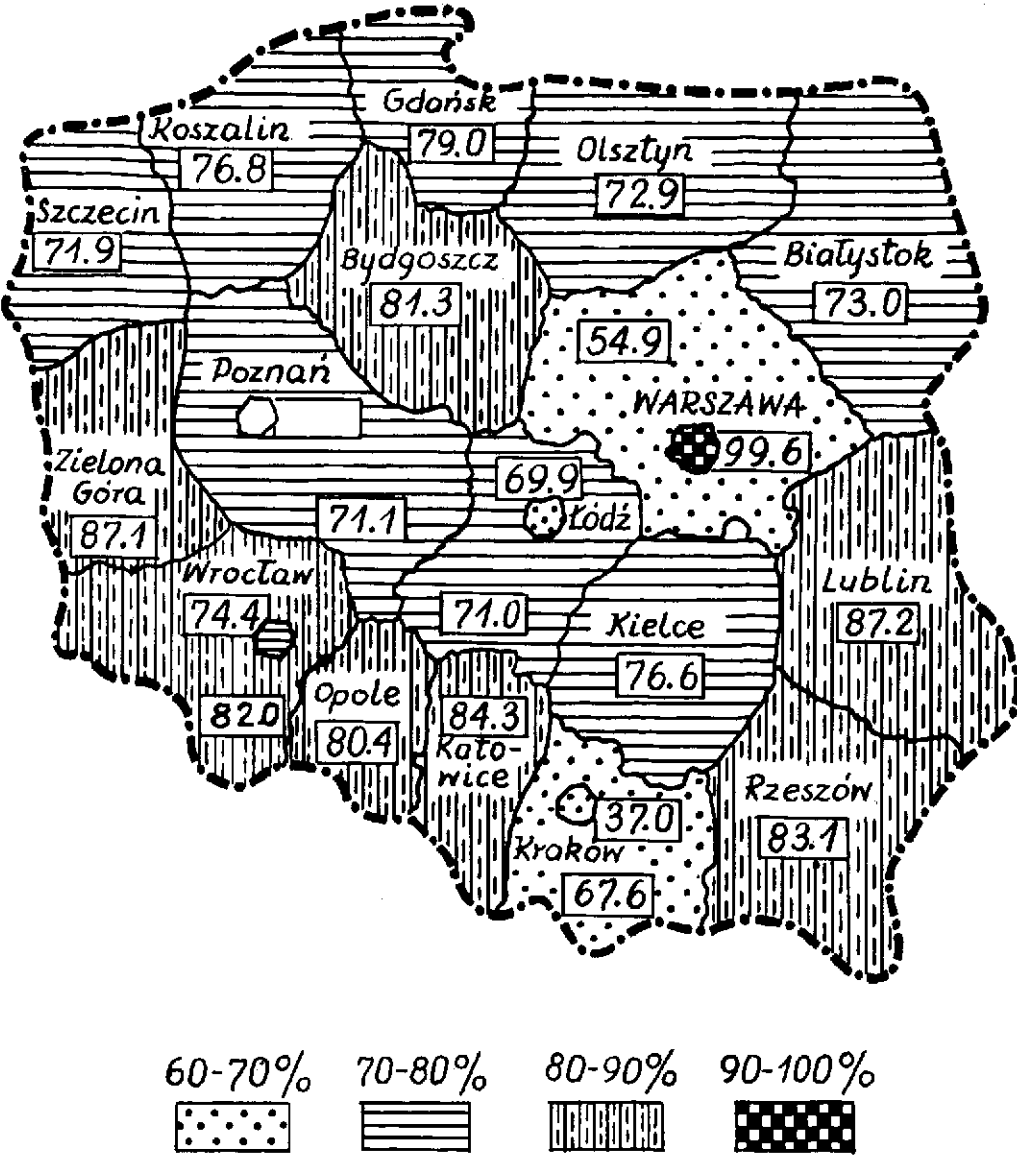 Gdańsk
79.0
Koszalin
76.8
Olsztyn
72.9
Szczecin
71.9
Bydgoszcz
81.3
Białystok
73.0
54.9
Poznań
WARSZAWA
99.6
Zielona
Góra
87.1
69.9
Łódź
71.1
Wrocław
74.4
71.0
Kielce
76.6
Lublin
87.2
Opole
80.4
82.0
84.3
Kato-
wice
Rzeszów
83.1
37.0
Kraków
67.6
60-70% 70-80% 80-90% 90-100%